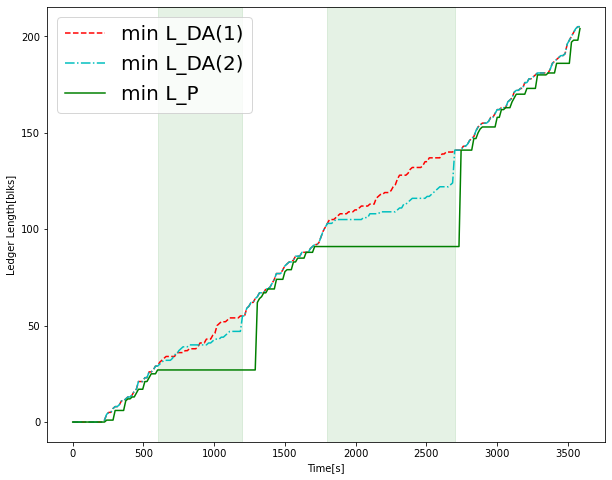 min L_DA(1)
min L_DA(2)
min L_P
200
150
100
50
0
Ledger Length[blks]
0 500 1000 1500 2000 2500 3000 3500
Time[s]